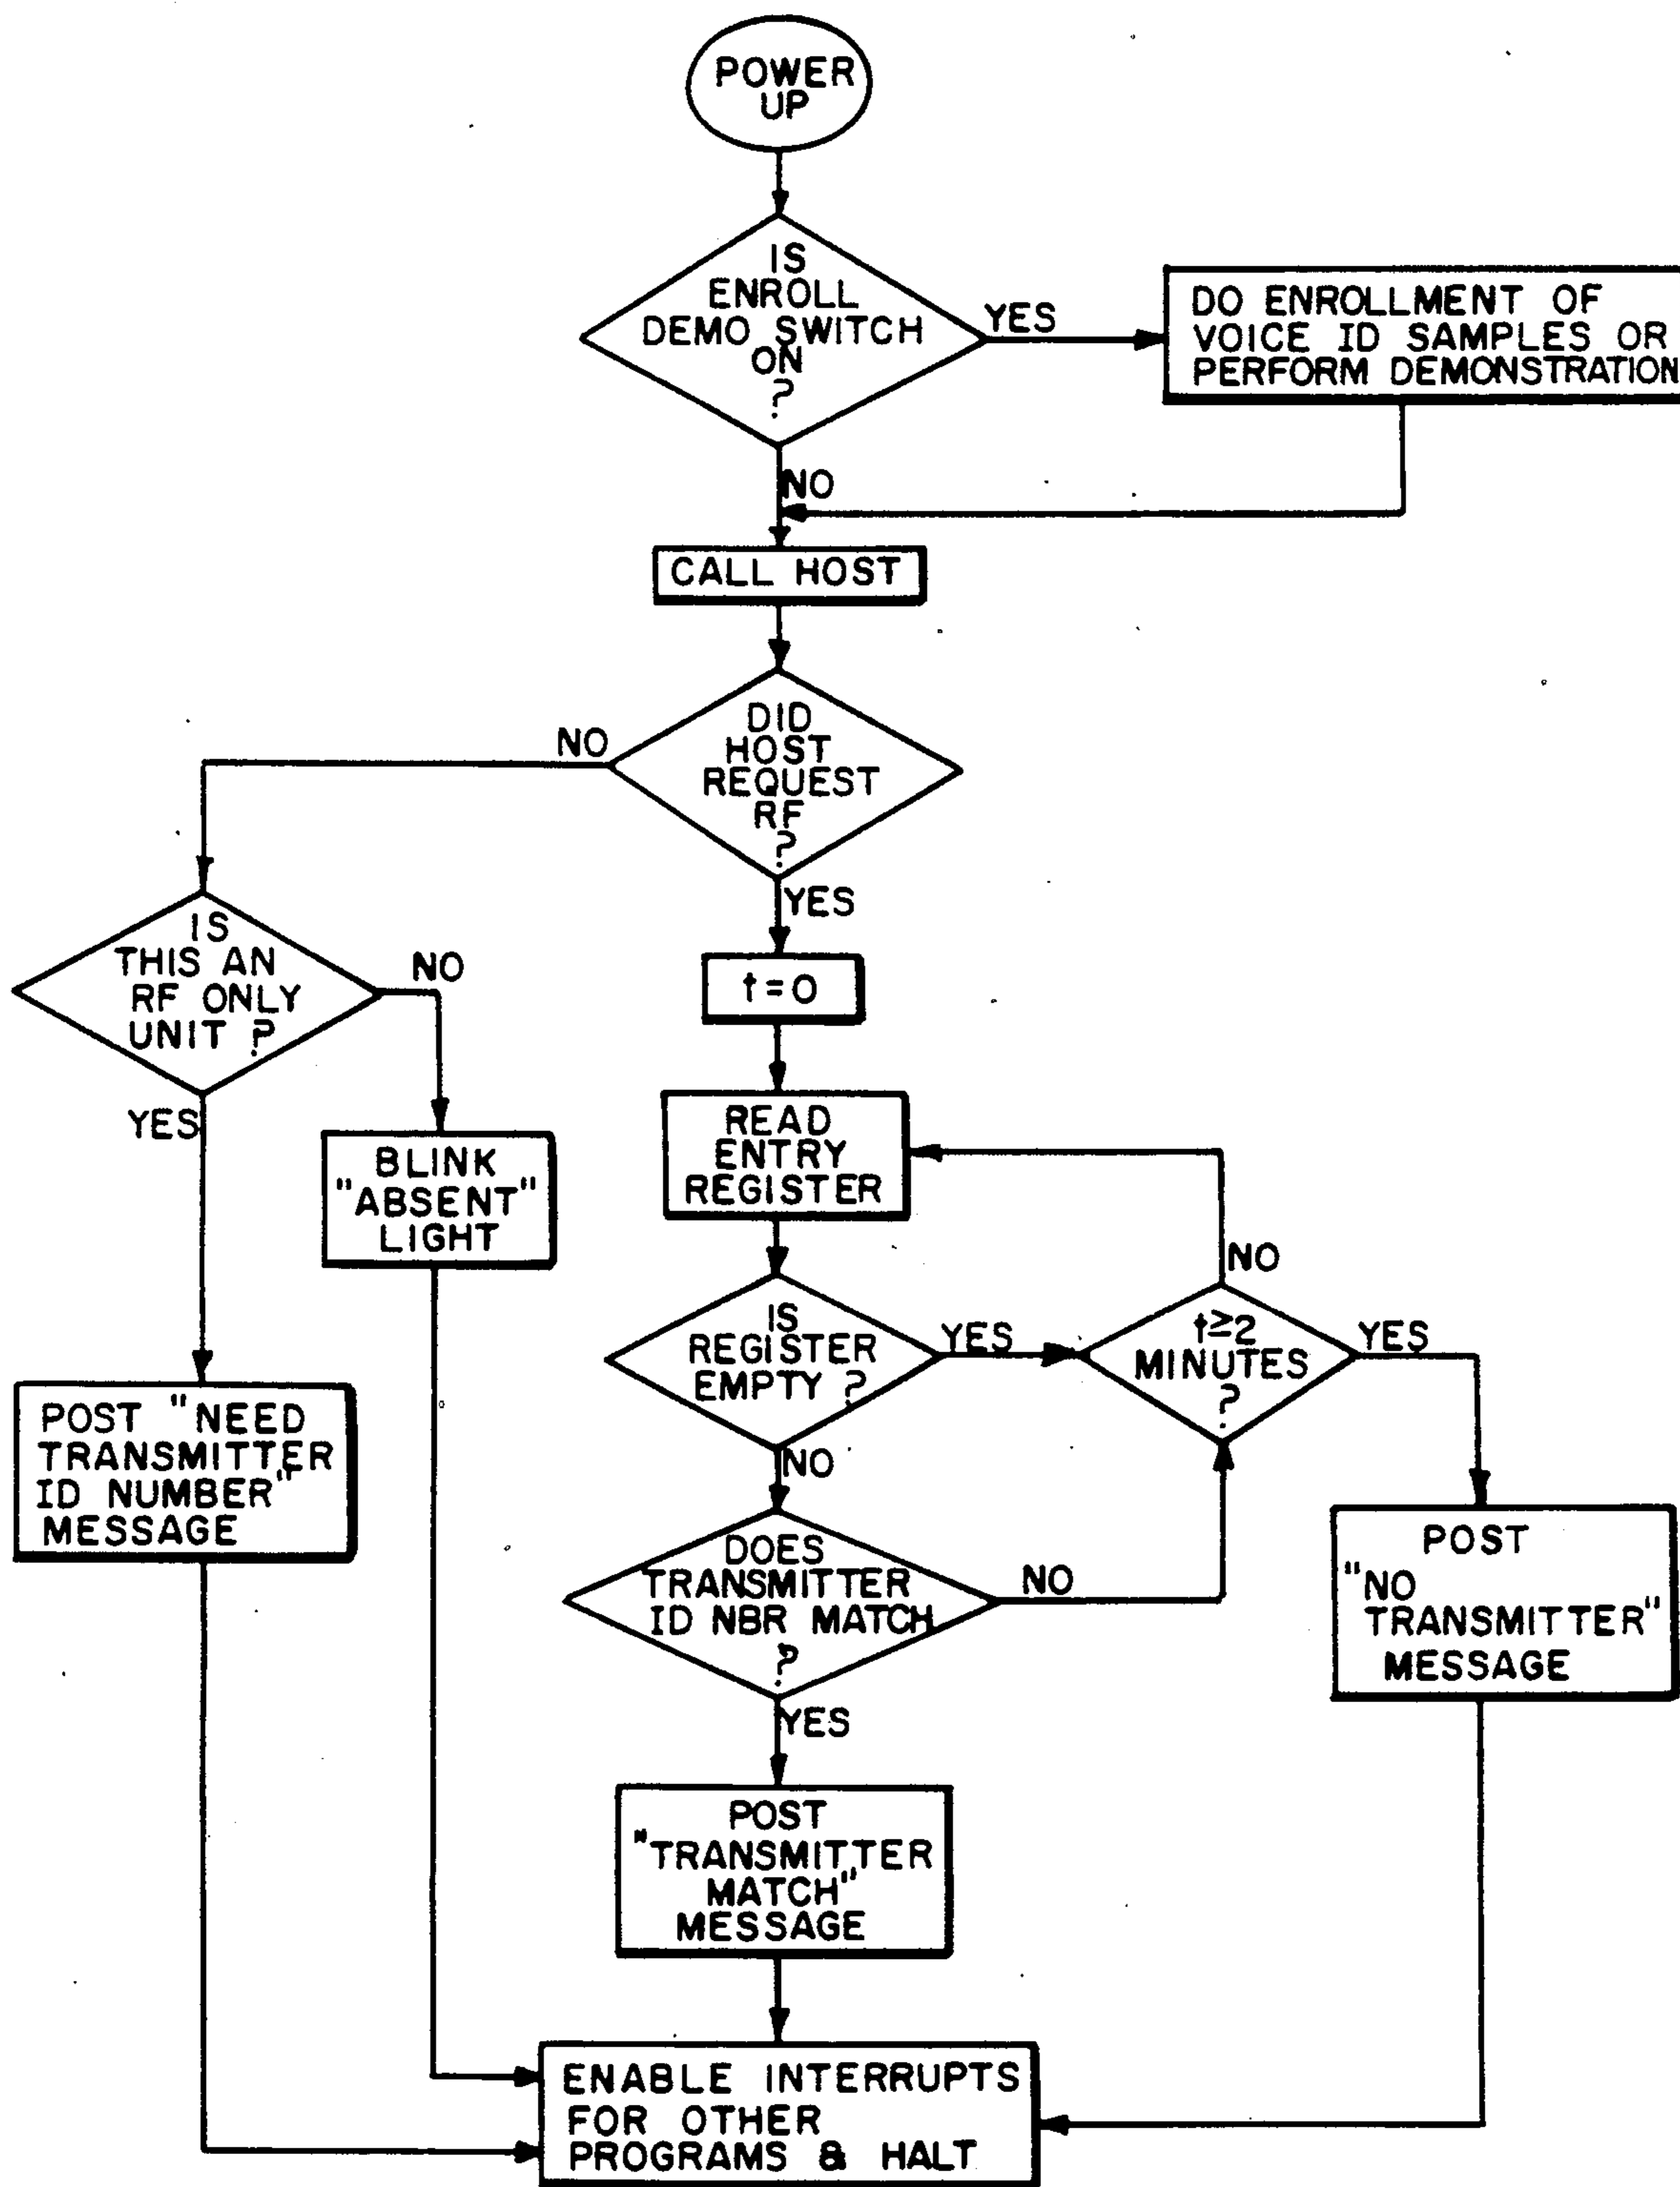 POWER
UP
IS
ENROLL
DEMO SWITCH
ON
?
YES
DO ENROLLMENT OF
VOICE ID SAMPLES OR
PERFORM DEMONSTRATION
NO
CALL HOST
DID
HOST
REQUEST
RF
?
NO
YES
IS
THIS AN
RF ONLY
UNIT ?
NO
YES
t=0
READ
ENTRY
REGISTER
BLINK
"ABSENT"
LIGHT
IS
REGISTER
EMPTY ?
YES
NO
t≥2
MINUTES
?
NO
YES
POST "NEED
TRANSMITTER
ID NUMBER"
MESSAGE
DOES
TRANSMITTER
ID NBR MATCH
?
NO
YES
POST
"NO
TRANSMITTER"
MESSAGE
POST
"TRANSMITTER
MATCH"
MESSAGE
ENABLE INTERRUPTS
FOR OTHER
PROGRAMS & HALT